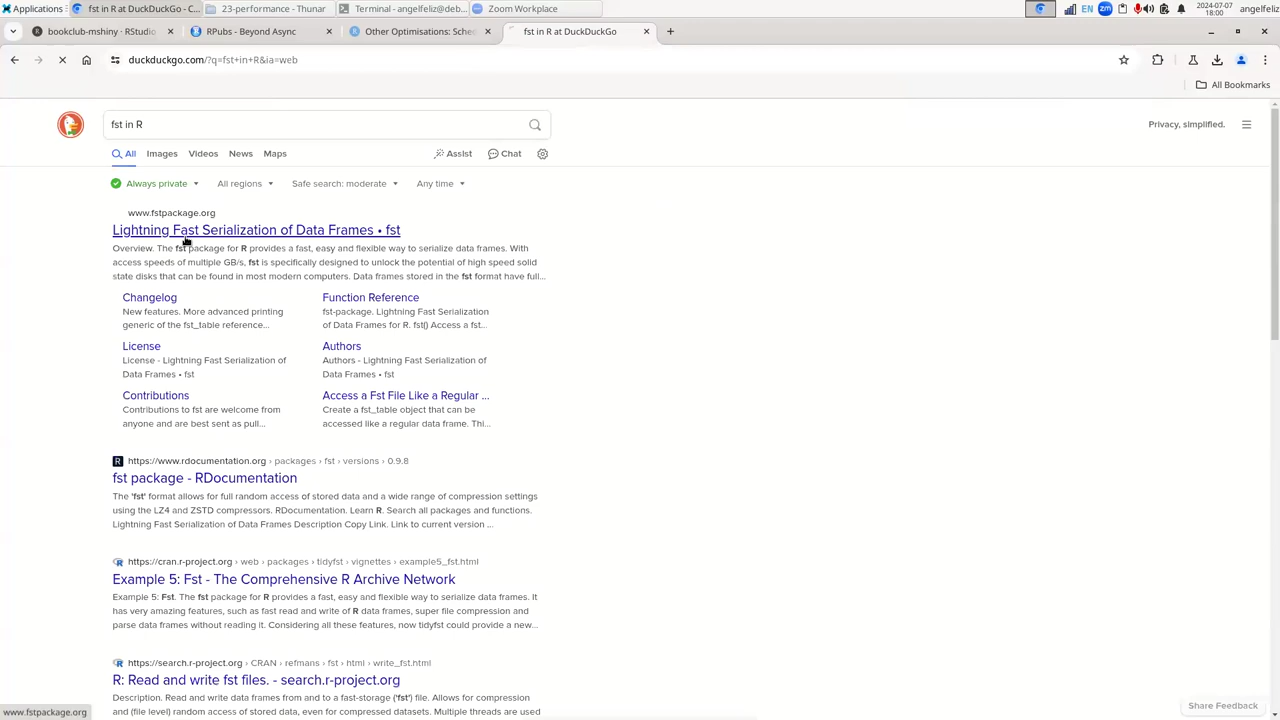 Applications
fst in R at DuckDuckGo - C...
23-performance - Thunar
Terminal - angelfeliz@deb...
Zoom Workplace
EN
zm
2024-07-07
18:00
angelfeliz
bookclub-mshiny · RStudio
RPubs - Beyond Async
Other Optimisations: Sche
fst in R at DuckDuckGo
duckduckgo.com/?q=fst+in+R&ia=web
All Bookmarks
fst in R
Privacy, simplified.
All
Images
Videos
News
Maps
Assist
Chat
Always private
All regions
Safe search: moderate
Any time
www.fstpackage.org
Lightning Fast Serialization of Data Frames • fst
Overview. The fst package for R provides a fast, easy and flexible way to serialize data frames. With
access speeds of multiple GB/s, fst is specifically designed to unlock the potential of high speed solid
state disks that can be found in most modern computers. Data frames stored in the fst format have full...
Changelog
New features. More advanced printing
generic of the fst_table reference...
Function Reference
fst-package. Lightning Fast Serialization
of Data Frames for R. fst() Access a fst...
License
License - Lightning Fast Serialization of
Data Frames • fst
Authors
Authors - Lightning Fast Serialization of
Data Frames • fst
Contributions
Contributions to fst are welcome from
anyone and are best sent as pull...
Access a Fst File Like a Regular ...
Create a fst_table object that can be
accessed like a regular data frame. Thi...
https://www.rdocumentation.org › packages › fst › versions › 0.9.8
fst package - RDocumentation
The 'fst' format allows for full random access of stored data and a wide range of compression settings
using the LZ4 and ZSTD compressors. RDocumentation. Learn R. Search all packages and functions.
Lightning Fast Serialization of Data Frames Description Copy Link. Link to current version ...
https://cran.r-project.org › web › packages › tidyfst › vignettes › example5_fst.html
Example 5: Fst - The Comprehensive R Archive Network
Example 5: Fst. The fst package for R provides a fast, easy and flexible way to serialize data frames. It
has very amazing features, such as fast read and write of R data frames, super file compression and
parse data frames without reading it. Considering all these features, now tidyfst could provide a new...
https://search.r-project.org › CRAN › refmans › fst › html › write_fst.html
R: Read and write fst files. - search.r-project.org
Description. Read and write data frames from and to a fast-storage ('fst') file. Allows for compression
and (file level) random access of stored data, even for compressed datasets. Multiple threads are used
Share Feedback
www.fstpackage.org